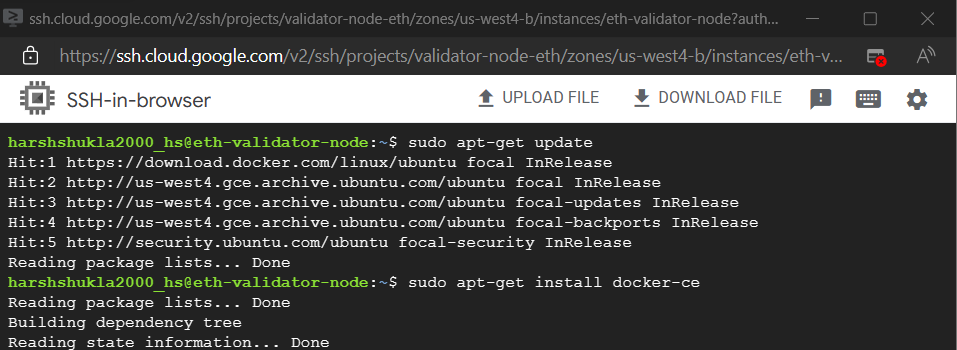 ssh.cloud.google.com/v2/ssh/projects/validator-node-eth/zones/us-west4-b/instances/eth-validator-node?auth...
https://ssh.cloud.google.com/v2/ssh/projects/validator-node-eth/zones/us-west4-b/instances/eth-v...
SSH-in-browser UPLOAD FILE DOWNLOAD FILE
harshshukla2000_hs@eth-validator-node:~$ sudo apt-get update
Hit:1 https://download.docker.com/linux/ubuntu focal InRelease
Hit:2 http://us-west4.gce.archive.ubuntu.com/ubuntu focal InRelease
Hit:3 http://us-west4.gce.archive.ubuntu.com/ubuntu focal-updates InRelease
Hit:4 http://us-west4.gce.archive.ubuntu.com/ubuntu focal-backports InRelease
Hit:5 http://security.ubuntu.com/ubuntu focal-security InRelease
Reading package lists... Done
harshshukla2000_hs@eth-validator-node:~$ sudo apt-get install docker-ce
Reading package lists... Done
Building dependency tree
Reading state information... Done